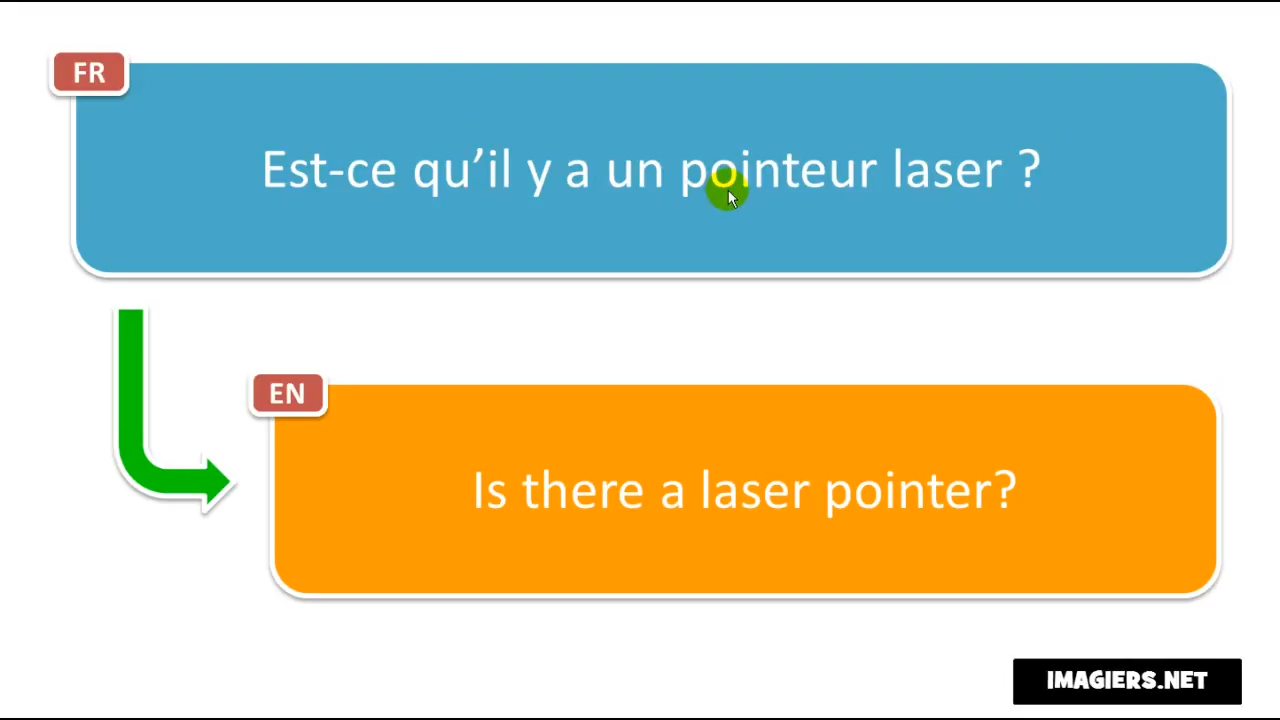 FR
Est-ce qu’il y a un pointeur laser ?
EN
Is there a laser pointer?
IMAGIERS.NET